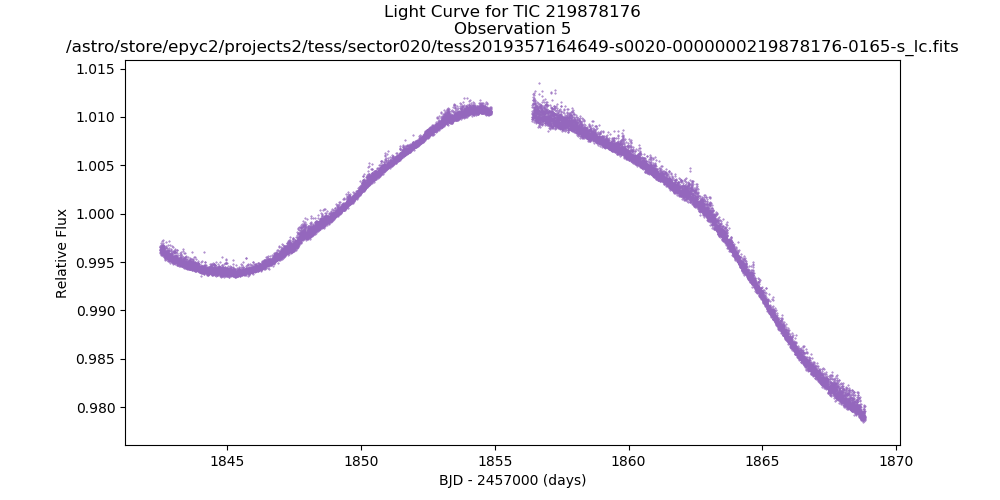 Light Curve for TIC 219878176
Observation 5
/astro/store/epyc2/projects2/tess/sector020/tess2019357164649-s0020-0000000219878176-0165-s_lc.fits
1.015
1.010
1.005
1.000
0.995
0.990
0.985
0.980
Relative Flux
1845
1850
1855
1860
1865
1870
BJD - 2457000 (days)